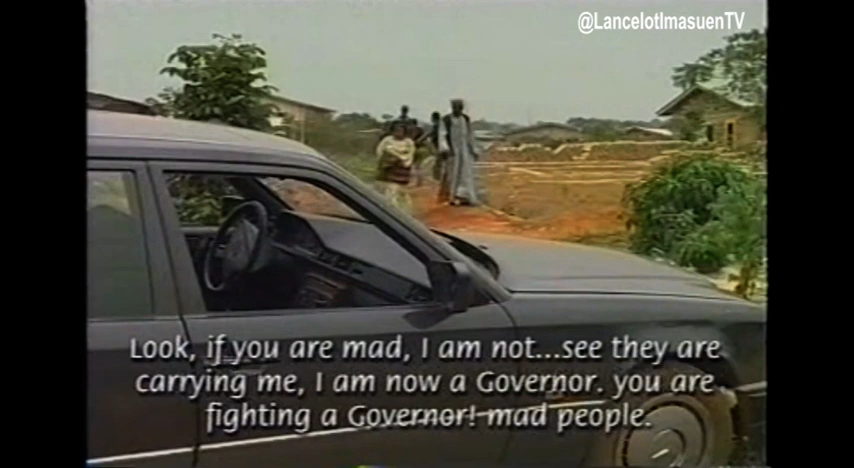 @LancelotImasuenTV
Look, if you are mad, I am not...see they are
carrying me, I am now a Governor. you are
fighting a Governor! mad people.